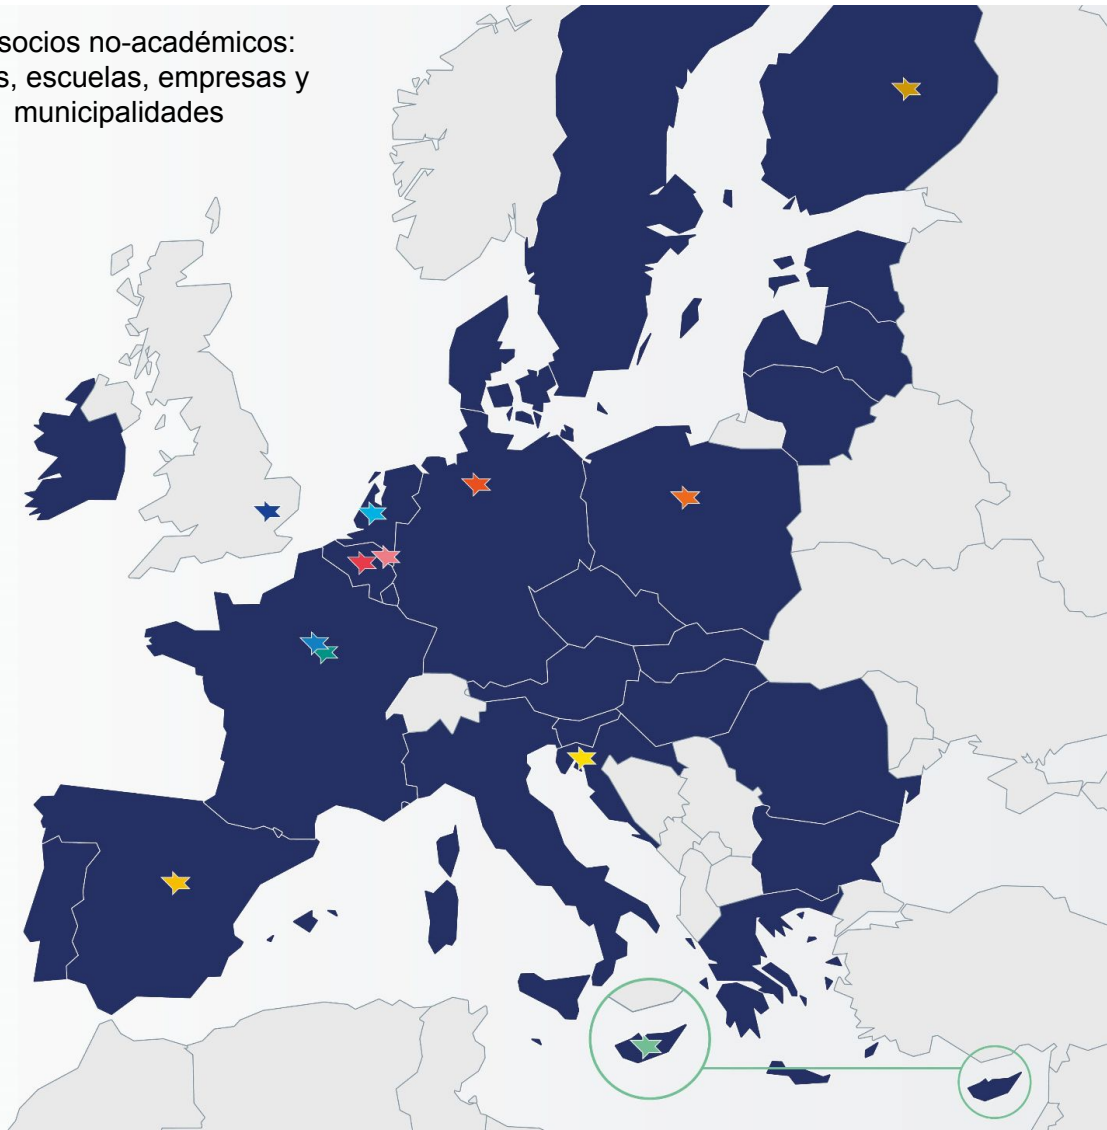 socios no-académicos:
s, escuelas, empresas y
municipalidades